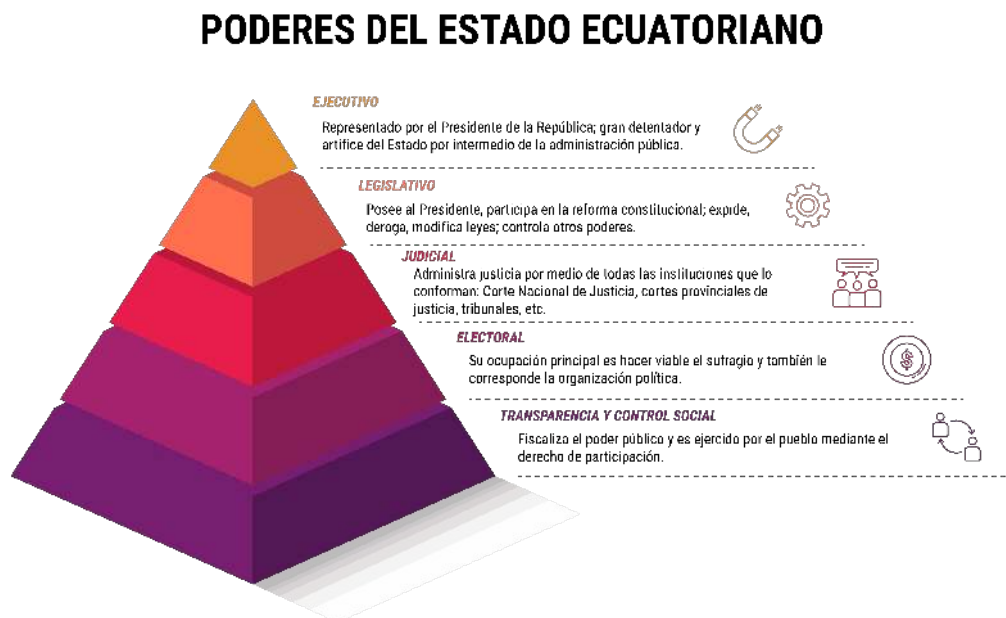 PODERES DEL ESTADO ECUATORIANO
EJECUTIVO
Representado por el Presidente de la República; gran detentador y
artífice del Estado por intermedio de la administración pública.
LEGISLATIVO
Posee al Presidente, participa en la reforma constitucional; expide,
deroga, modifica leyes; controla otros poderes.
JUDICIAL
Administra justicia por medio de todas las instituciones que lo
conforman: Corte Nacional de Justicia, cortes provinciales de
justicia, tribunales, etc.
ELECTORAL
Su ocupación principal es hacer viable el sufragio y también le
corresponde la organización política.
TRANSPARENCIA Y CONTROL SOCIAL
Fiscaliza el poder público y es ejercido por el pueblo mediante el
derecho de participación.
$